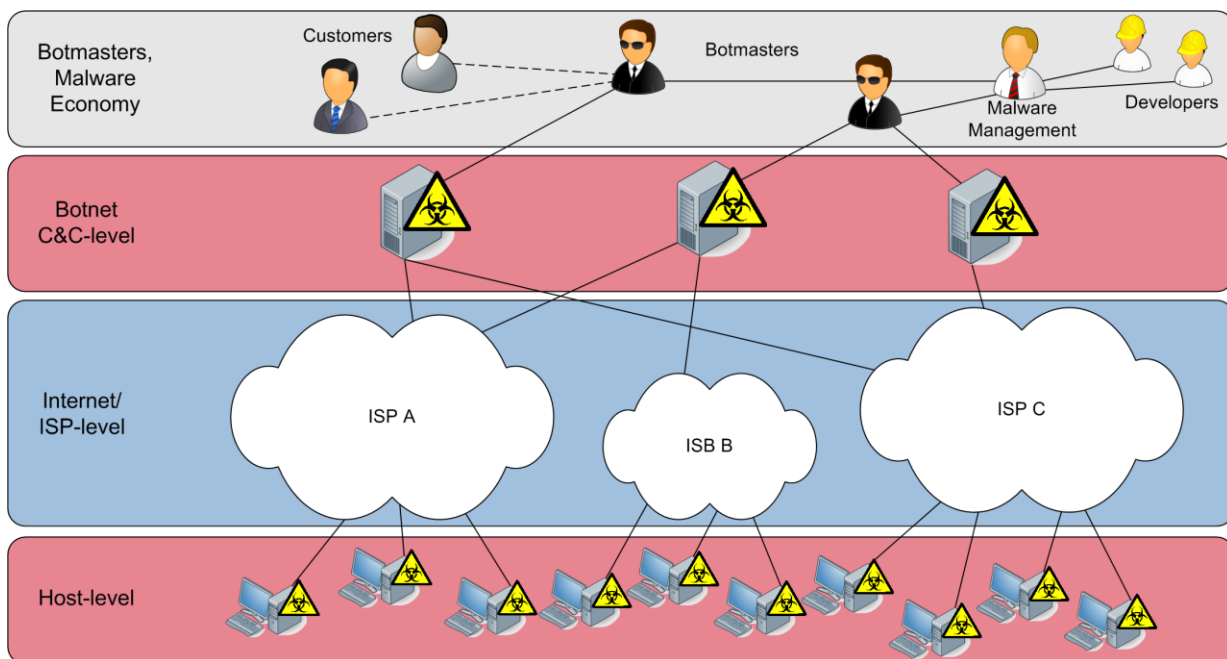 Botmasters,
Malware
Economy
Customers
Botmasters
Malware
Management
Developers
Botnet
C&C-level
Internet/
ISP-level
ISP A
ISB B
ISP C
Host-level